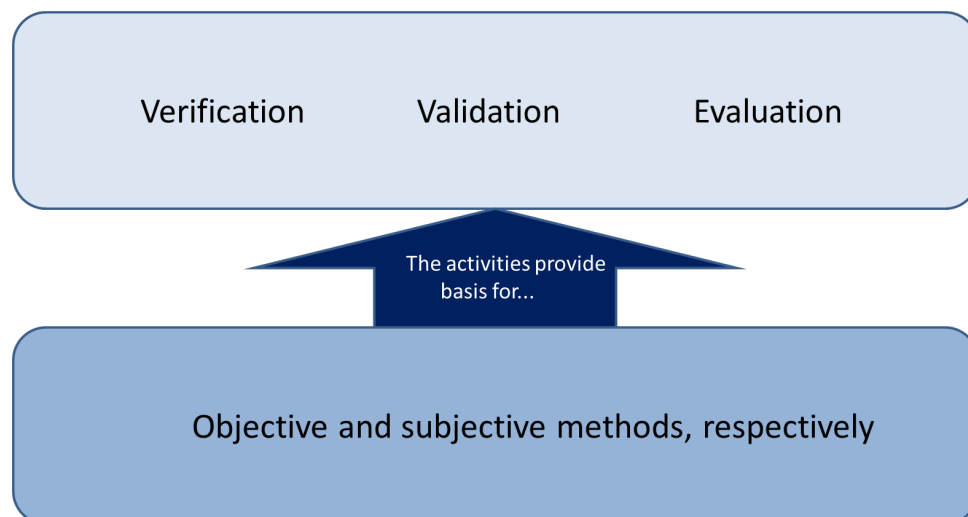 Verification Validation Evaluation
The activities provide
basis for...
Objective and subjective methods, respectively